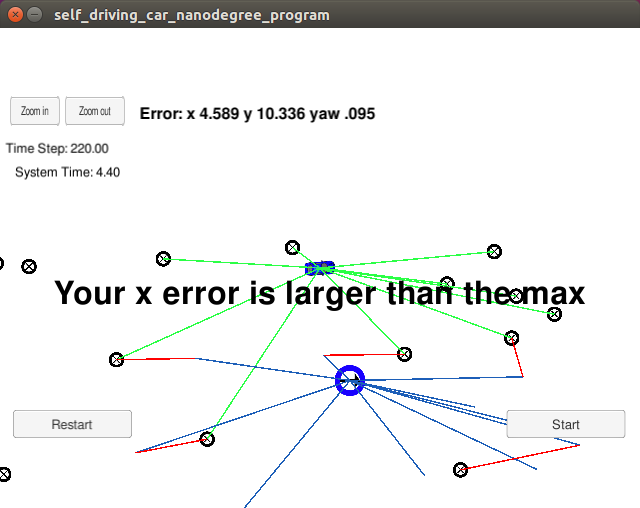 self_driving_car_nanodegree_program
Zoom in
Zoom out
Error: x 4.589 y 10.336 yaw .095
Time Step: 220.00
System Time: 4.40
Your x error is larger than the max
Restart
Start